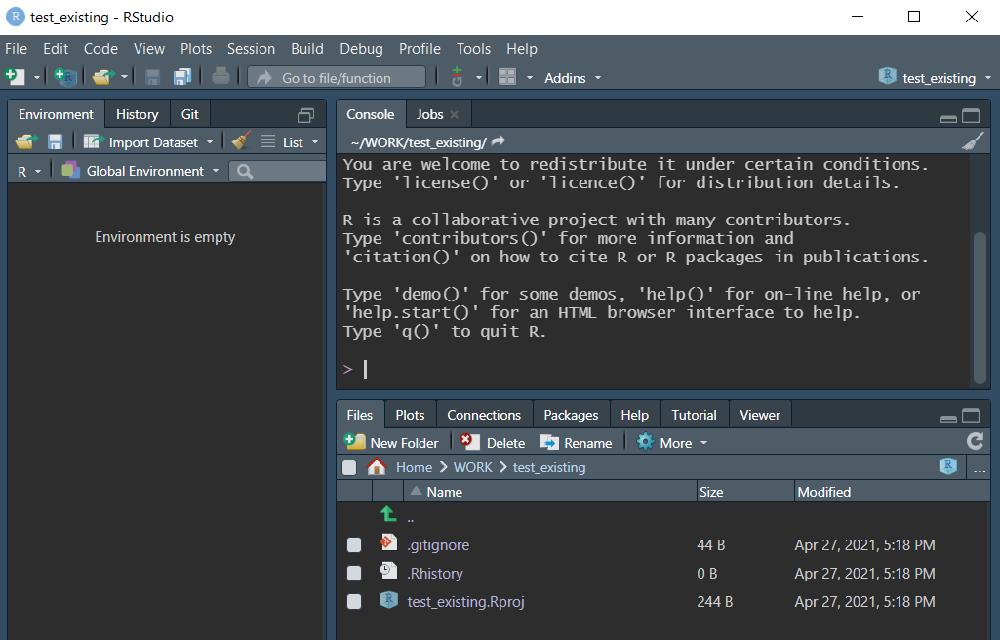 test_existing - RStudio
File Edit Code View Plots Session Build Debug Profile Tools Help
Go to file/function Addins test_existing
Environment History Git
Import Dataset List
R Global Environment
Environment is empty
Console Jobs
~/WORK/test_existing/
You are welcome to redistribute it under certain conditions.
Type 'license()' or 'licence()' for distribution details.
R is a collaborative project with many contributors.
Type 'contributors()' for more information and
'citation()' on how to cite R or R packages in publications.
Type 'demo()' for some demos, 'help()' for on-line help, or
'help.start()' for an HTML browser interface to help.
Type 'q()' to quit R.
>
Files Plots Connections Packages Help Tutorial Viewer
New Folder Delete Rename More
Home WORK test_existing ...
Name Size Modified
..
.gitignore 44 B Apr 27, 2021, 5:18 PM
.Rhistory 0 B Apr 27, 2021, 5:18 PM
test_existing.Rproj 244 B Apr 27, 2021, 5:18 PM